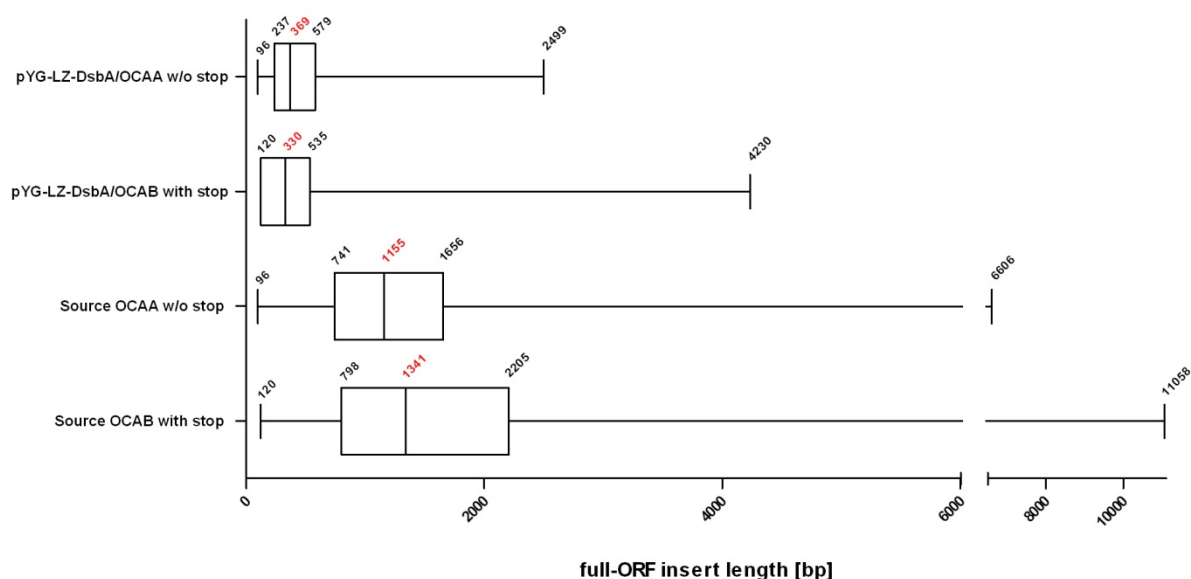 96 237 369 579 2499
pYG-LZ-DsbA/OCAA w/o stop
120 330 535 4230
pYG-LZ-DsbA/OCAB with stop
96 741 1155 1656 6606
Source OCAA w/o stop
120 798 1341 2205 11058
Source OCAB with stop
0 2000 4000 6000 8000 10000
full-ORF insert length [bp]